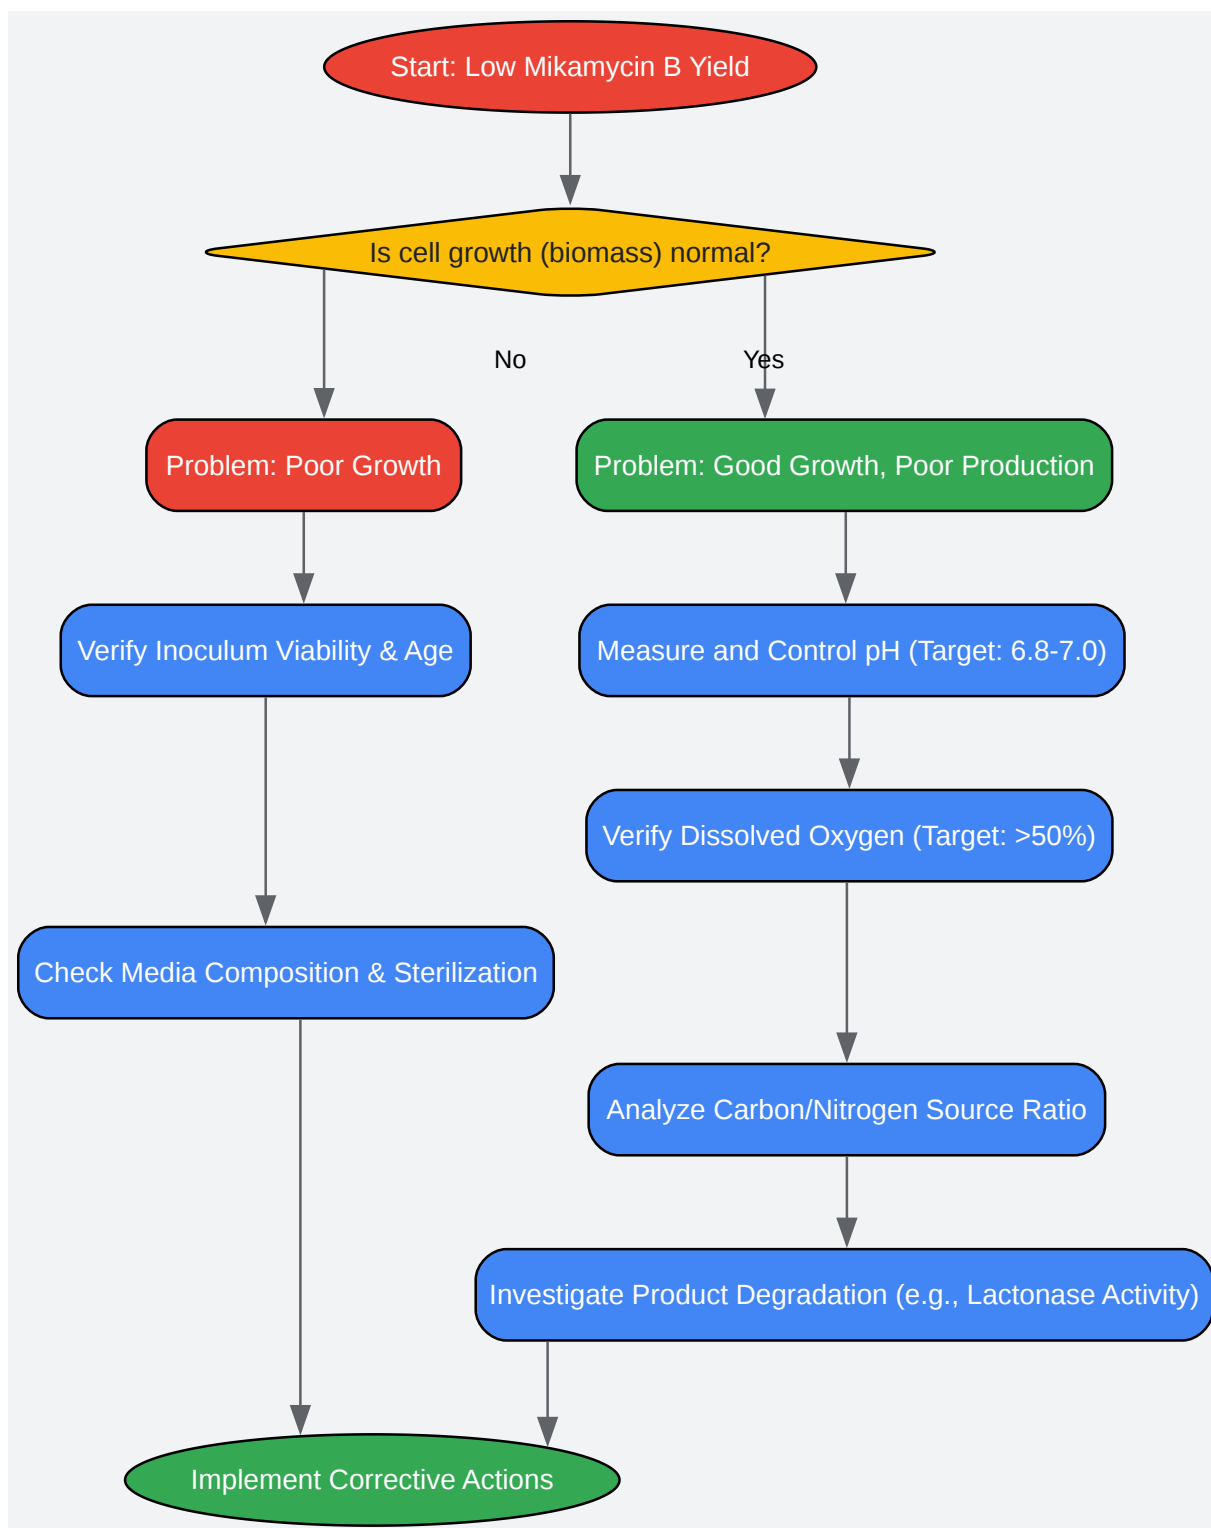 Start: Low Mikamycin B Yield
Is cell growth (biomass) normal?
No
Yes
Problem: Poor Growth
Problem: Good Growth, Poor Production
Verify Inoculum Viability & Age
Measure and Control pH (Target: 6.8-7.0)
Verify Dissolved Oxygen (Target: >50%)
Check Media Composition & Sterilization
Analyze Carbon/Nitrogen Source Ratio
Investigate Product Degradation (e.g., Lactonase Activity)
Implement Corrective Actions